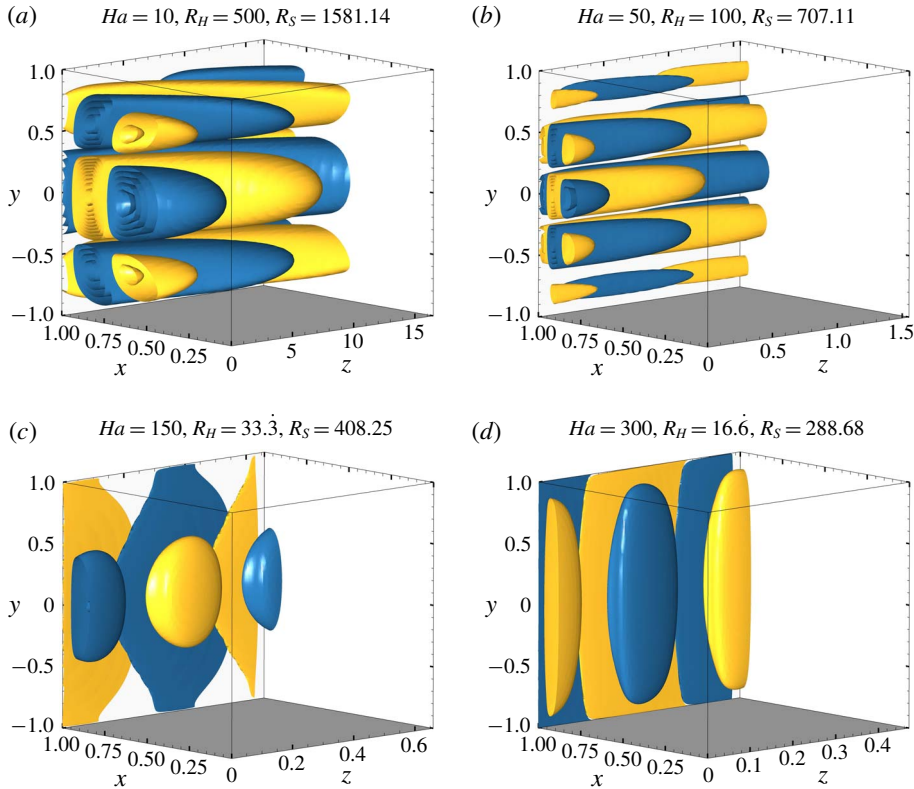 (a) Ha = 10, R_H = 500, R_S = 1581.14
1.0
0.5
y 0
−0.5
−1.0
1.00 0.75 0.50 0.25 0 5 10 15
x z
(b) Ha = 50, R_H = 100, R_S = 707.11
1.0
0.5
y 0
−0.5
−1.0
1.00 0.75 0.50 0.25 0 0.5 1.0 1.5
x z
(c) Ha = 150, R_H = 33.3̇, R_S = 408.25
1.0
0.5
y 0
−0.5
−1.0
1.00 0.75 0.50 0.25 0 0.2 0.4 0.6
x z
(d) Ha = 300, R_H = 16.6̇, R_S = 288.68
1.0
0.5
y 0
−0.5
−1.0
1.00 0.75 0.50 0.25 0 0.1 0.2 0.3 0.4
x z